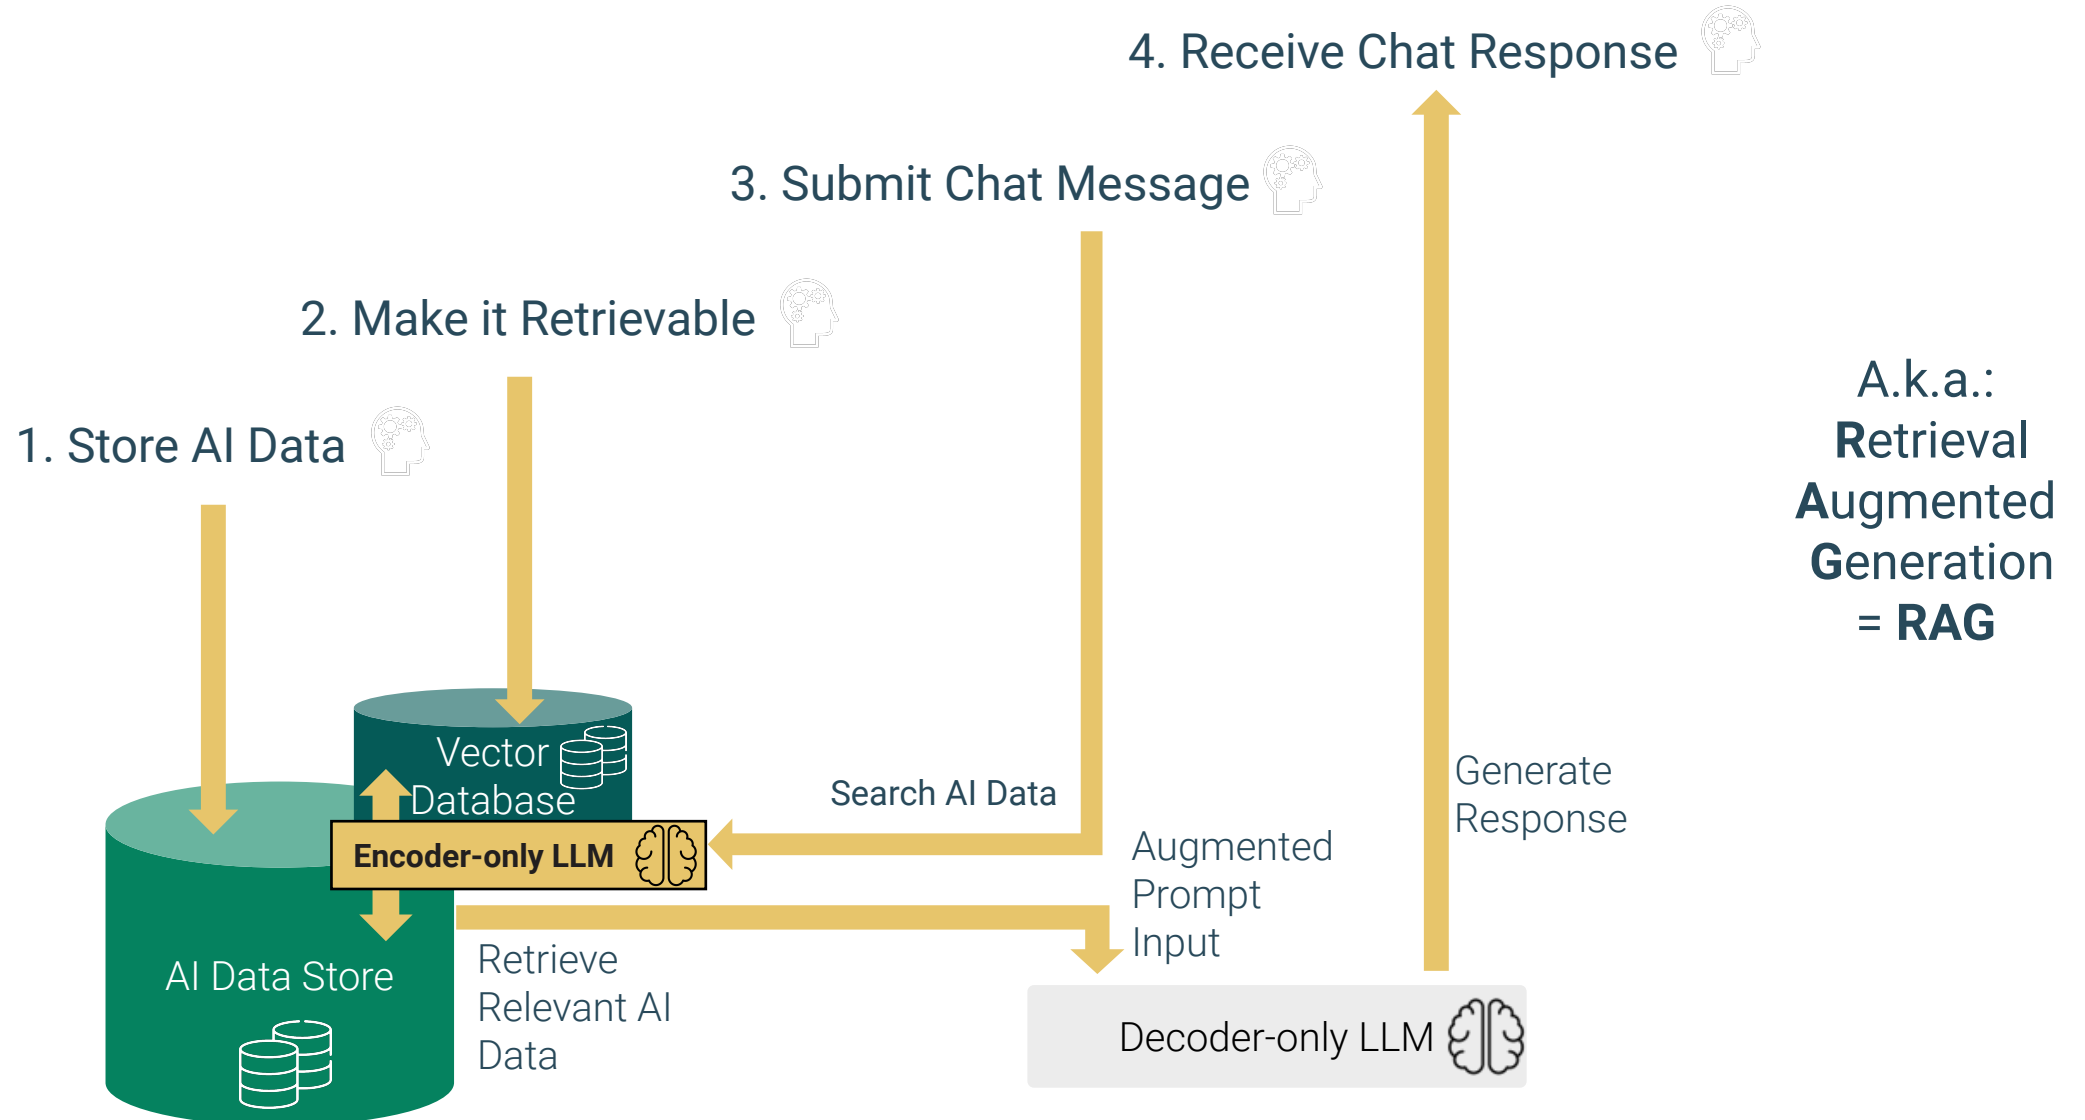 4. Receive Chat Response
3. Submit Chat Message
2. Make it Retrievable
1. Store AI Data
A.k.a.:
Retrieval
Augmented
Generation
= RAG
Vector
Database
Encoder-only LLM
Search AI Data
Generate
Response
Augmented
Prompt
Input
AI Data Store
Retrieve
Relevant AI
Data
Decoder-only LLM